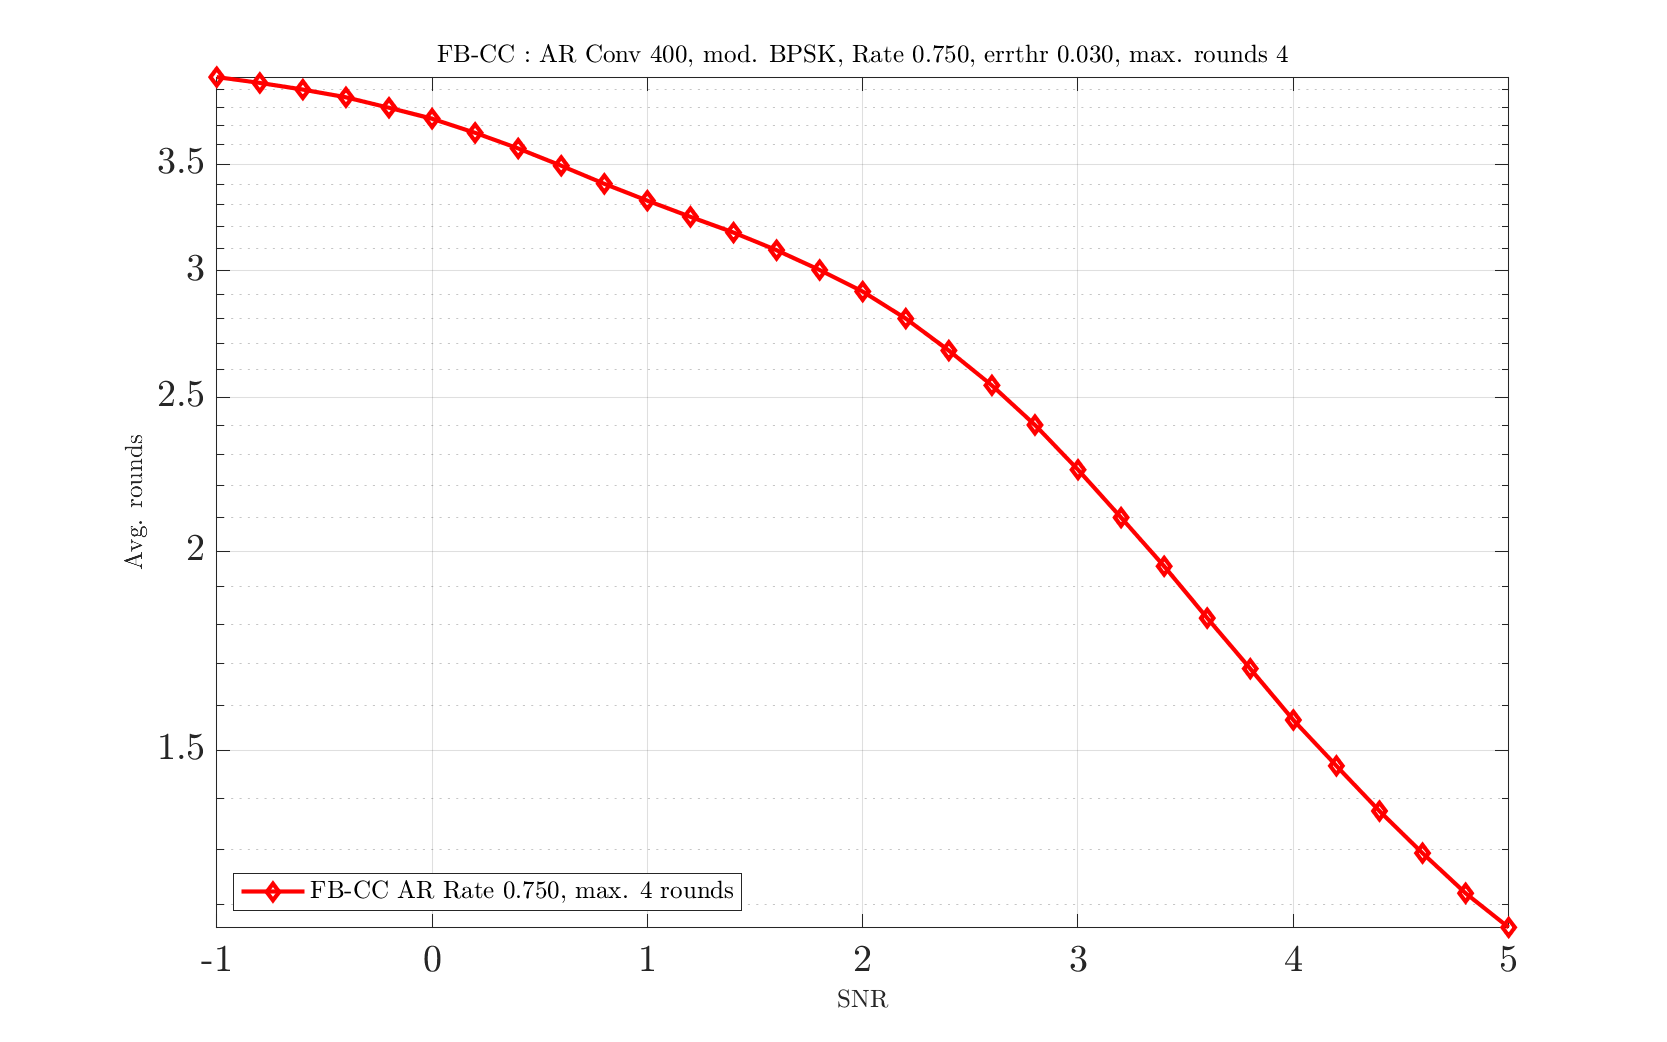 FB-CC : AR Conv 400, mod. BPSK, Rate 0.750, errthr 0.030, max. rounds 4
3.5
3
2.5
2
1.5
Avg. rounds
FB-CC AR Rate 0.750, max. 4 rounds
-1 0 1 2 3 4 5
SNR